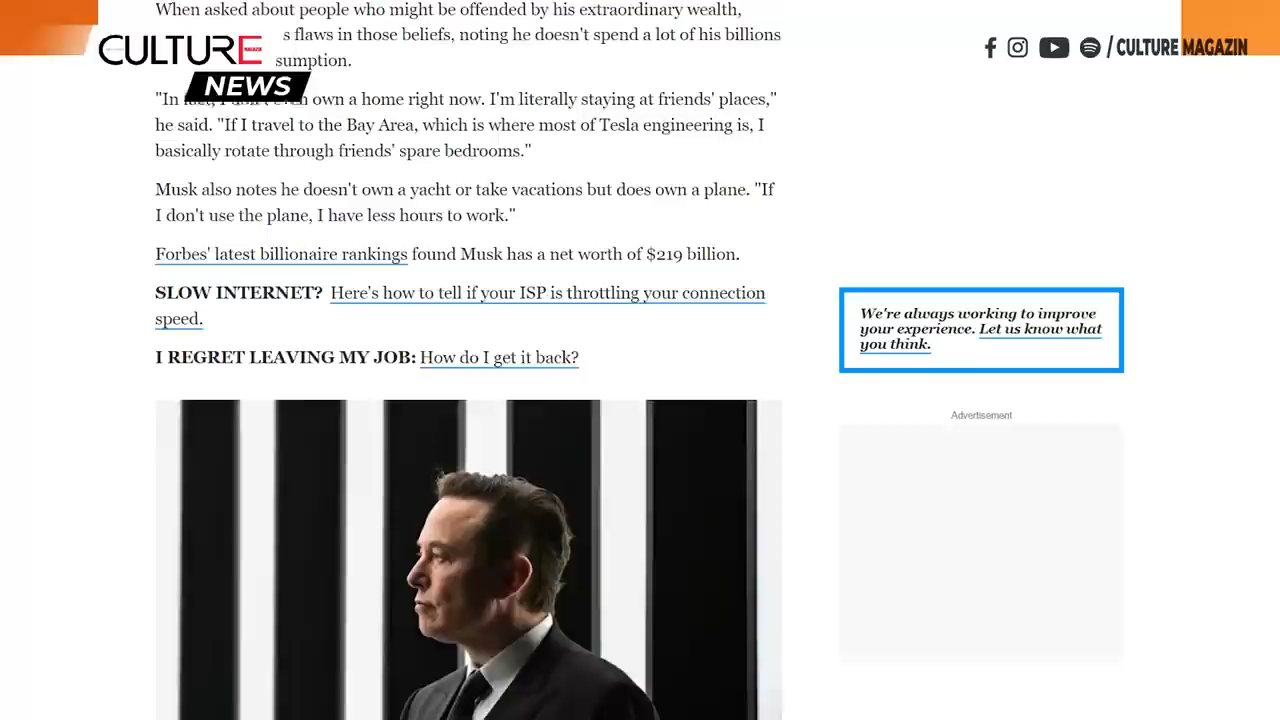 When asked about people who might be offended by his extraordinary wealth,
s flaws in those beliefs, noting he doesn't spend a lot of his billions
sumption.
CULTURE
NEWS
/ CULTURE MAGAZIN
"In own a home right now. I'm literally staying at friends' places,"
he said. "If I travel to the Bay Area, which is where most of Tesla engineering is, I
basically rotate through friends' spare bedrooms."
Musk also notes he doesn't own a yacht or take vacations but does own a plane. "If
I don't use the plane, I have less hours to work."
Forbes' latest billionaire rankings found Musk has a net worth of $219 billion.
SLOW INTERNET? Here's how to tell if your ISP is throttling your connection
speed.
I REGRET LEAVING MY JOB: How do I get it back?
We're always working to improve
your experience. Let us know what
you think.
Advertisement